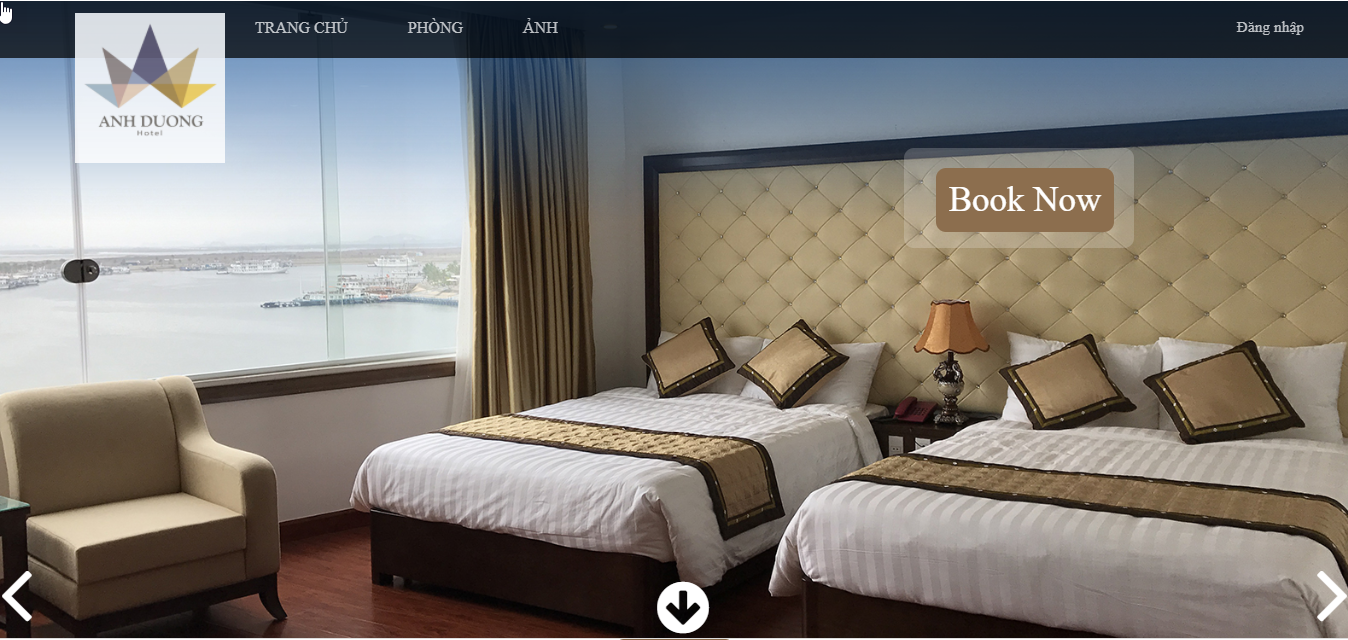 TRANG CHỦ
PHÒNG
ẢNH
Đăng nhập
ANH DUONG
Hotel
Book Now